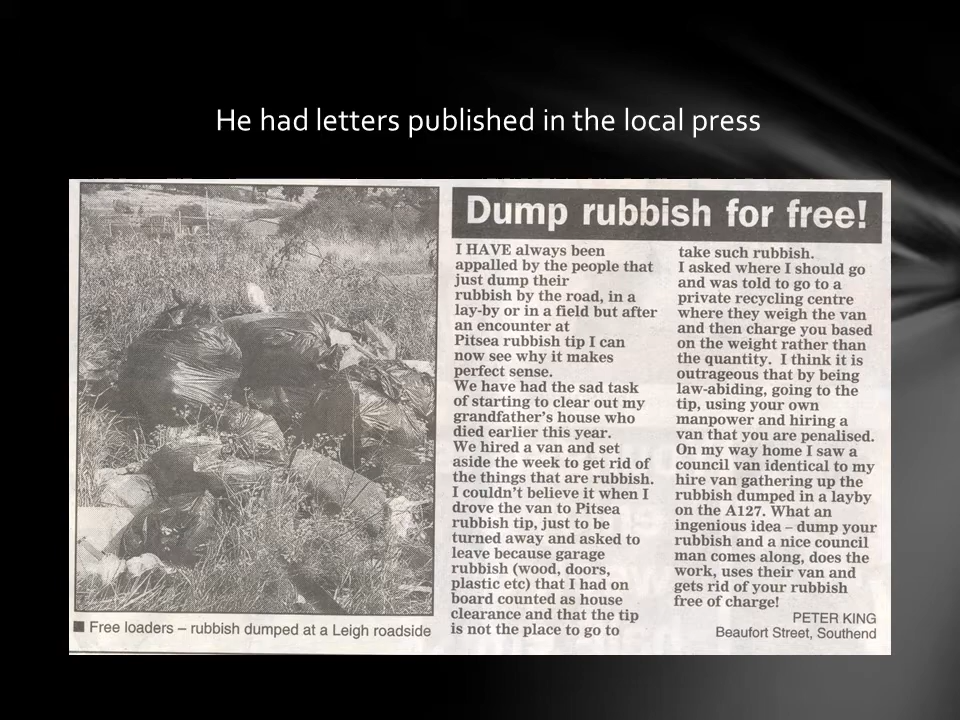 He had letters published in the local press
Dump rubbish for free!
I HAVE always been
appalled by the people that
just dump their
rubbish by the road, in a
lay-by or in a field but after
an encounter at
Pitsea rubbish tip I can
now see why it makes
perfect sense.
We have had the sad task
of starting to clear out my
grandfather's house who
died earlier this year.
We hired a van and set
aside the week to get rid of
the things that are rubbish.
I couldn't believe it when I
drove the van to Pitsea
rubbish tip, just to be
turned away and asked to
leave because garage
rubbish (wood, doors,
plastic etc) that I had on
board counted as house
clearance and that the tip
is not the place to go to
take such rubbish.
I asked where I should go
and was told to go to a
private recycling centre
where they weigh the van
and then charge you based
on the weight rather than
the quantity. I think it is
outrageous that by being
law-abiding, going to the
tip, using your own
manpower and hiring a
van that you are penalised.
On my way home I saw a
council van identical to my
hire van gathering up the
rubbish dumped in a layby
on the A127. What an
ingenious idea – dump your
rubbish and a nice council
man comes along, does the
work, uses their van and
gets rid of your rubbish
free of charge!
PETER KING
Beaufort Street, Southend
Free loaders – rubbish dumped at a Leigh roadside